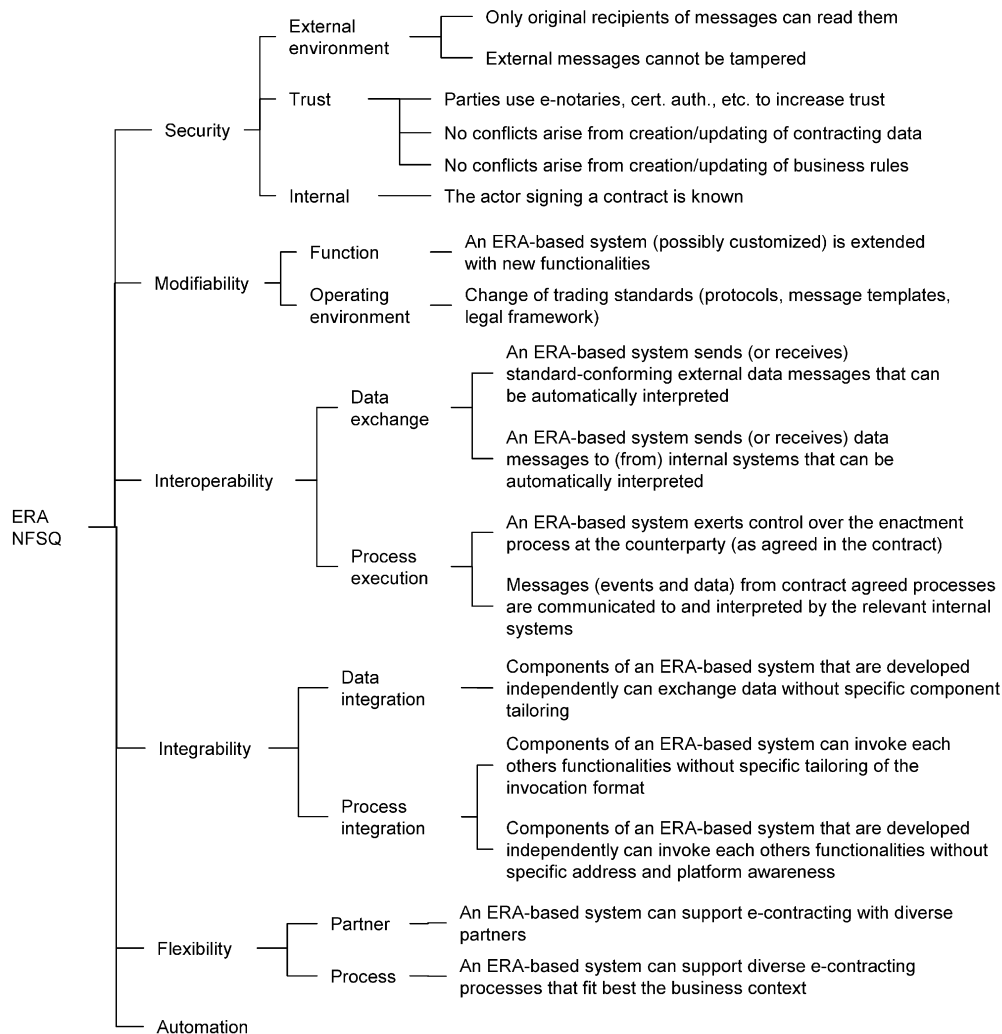 External
environment
Only original recipients of messages can read them
External messages cannot be tampered
Trust
Parties use e-notaries, cert. auth., etc. to increase trust
Security
No conflicts arise from creation/updating of contracting data
No conflicts arise from creation/updating of business rules
Internal
The actor signing a contract is known
Modifiability
Function
An ERA-based system (possibly customized) is extended
with new functionalities
Operating
environment
Change of trading standards (protocols, message templates,
legal framework)
Interoperability
Data
exchange
An ERA-based system sends (or receives)
standard-conforming external data messages that can
be automatically interpreted
An ERA-based system sends (or receives) data
messages to (from) internal systems that can be
automatically interpreted
ERA
NFSQ
Process
execution
An ERA-based system exerts control over the enactment
process at the counterparty (as agreed in the contract)
Messages (events and data) from contract agreed processes
are communicated to and interpreted by the relevant internal
systems
Integrability
Data
integration
Components of an ERA-based system that are developed
independently can exchange data without specific component
tailoring
Process
integration
Components of an ERA-based system can invoke each
others functionalities without specific tailoring of the
invocation format
Components of an ERA-based system that are developed
independently can invoke each others functionalities without
specific address and platform awareness
Flexibility
Partner
An ERA-based system can support e-contracting with diverse
partners
Process
An ERA-based system can support diverse e-contracting
processes that fit best the business context
Automation